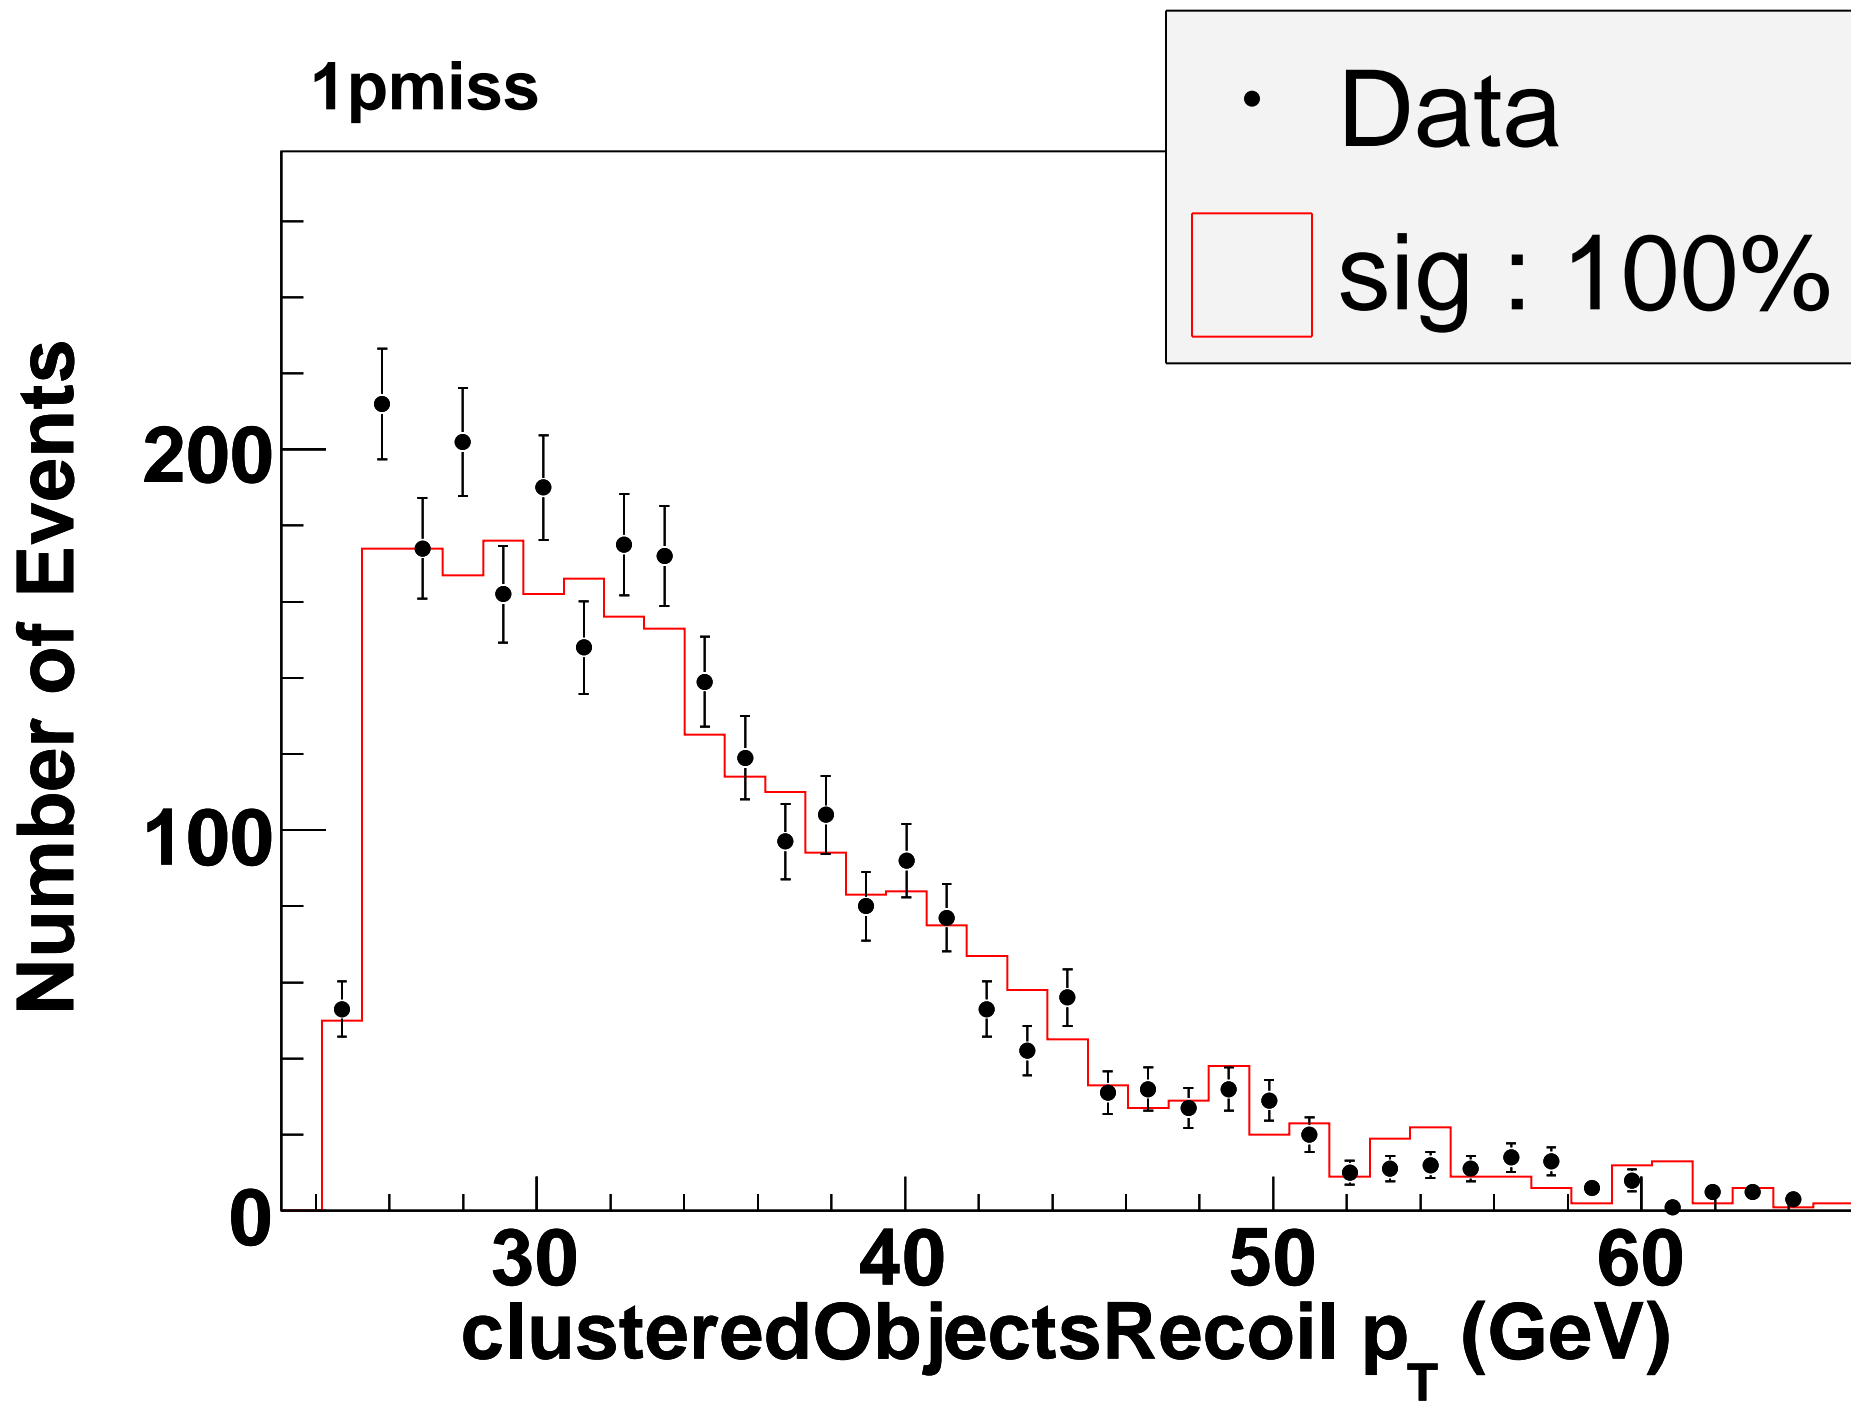 1pmiss
Data
sig : 100%
Number of Events
200
100
0
30 40 50 60
clusteredObjectsRecoil p_T (GeV)